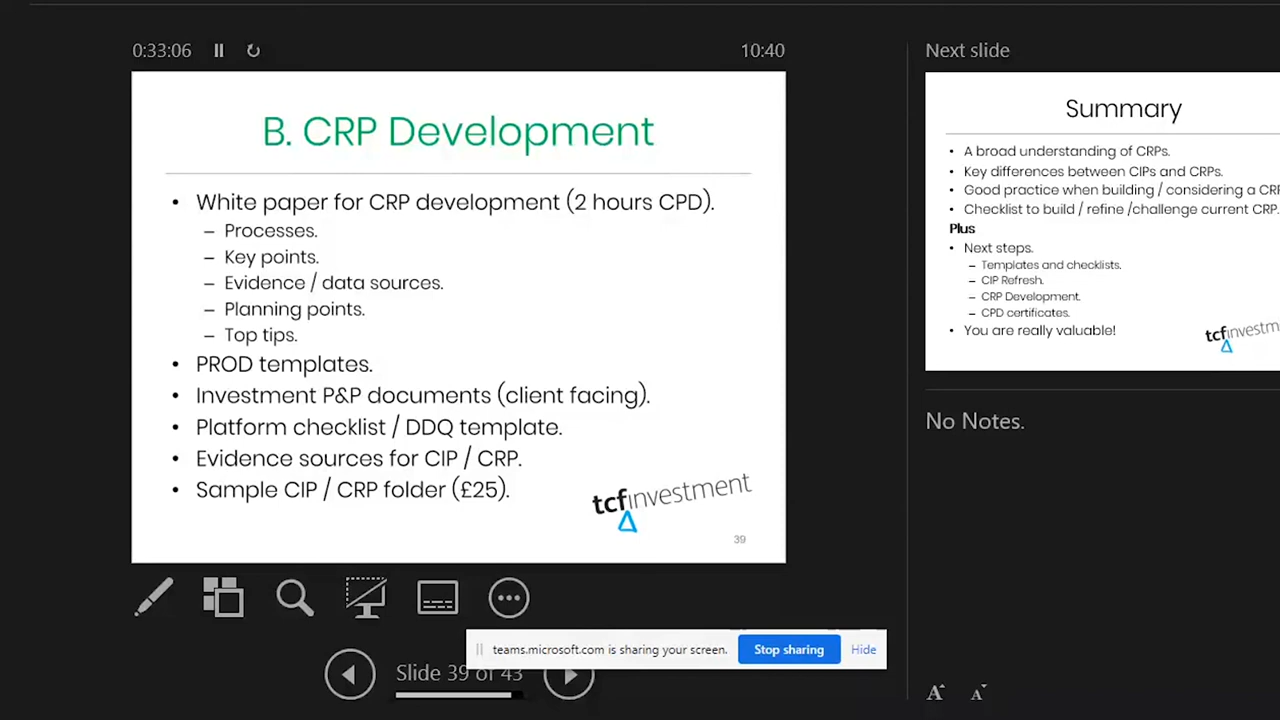 0:33:06
10:40
Next slide
B. CRP Development
• White paper for CRP development (2 hours CPD).
– Processes.
– Key points.
– Evidence / data sources.
– Planning points.
– Top tips.
• PROD templates.
• Investment P&P documents (client facing).
• Platform checklist / DDQ template.
• Evidence sources for CIP / CRP.
• Sample CIP / CRP folder (£25).
tcfinvestment
39
Summary
• A broad understanding of CRPs.
• Key differences between CIPs and CRPs.
• Good practice when building / considering a CRP
• Checklist to build / refine /challenge current CRP.
Plus
• Next steps.
– Templates and checklists.
– CIP Refresh.
– CRP Development.
– CPD certificates.
• You are really valuable!
tcfinvestm
No Notes.
teams.microsoft.com is sharing your screen.
Stop sharing
Hide
Slide 39 of 43
A A